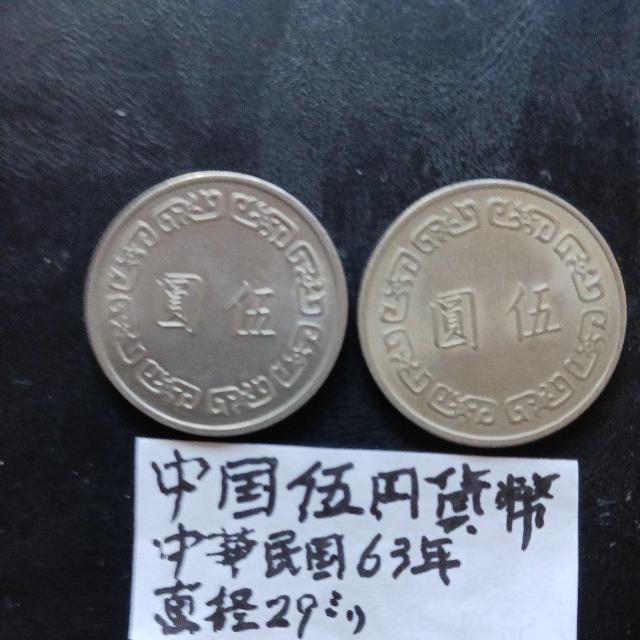 伍圓
伍圓
中国伍円貨幣
中華民国63年
直径29ミリ